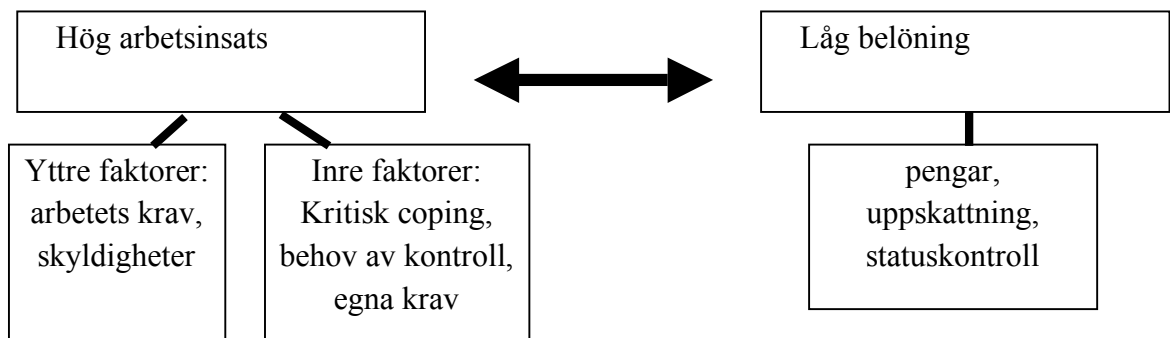 Hög arbetsinsats
Låg belöning
Yttre faktorer:
arbetets krav,
skyldigheter
Inre faktorer:
Kritisk coping,
behov av kontroll,
egna krav
pengar,
uppskattning,
statuskontroll